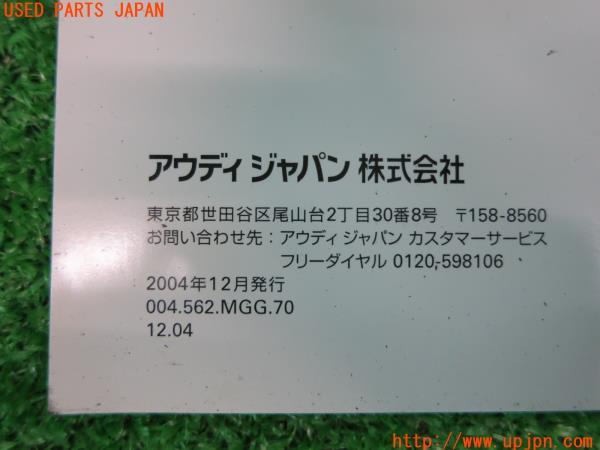 USED PARTS JAPAN
アウディ ジャパン 株式会社
東京都世田谷区尾山台2丁目30番8号 〒158-8560
お問い合わせ先：アウディ ジャパン カスタマーサービス
フリーダイヤル 0120-598106
2004年12月発行
004.562.MGG.70
12.04
http://www.upjpn.com/